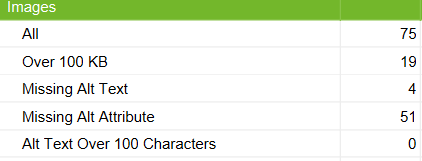 Images
All 75
Over 100 KB 19
Missing Alt Text 4
Missing Alt Attribute 51
Alt Text Over 100 Characters 0